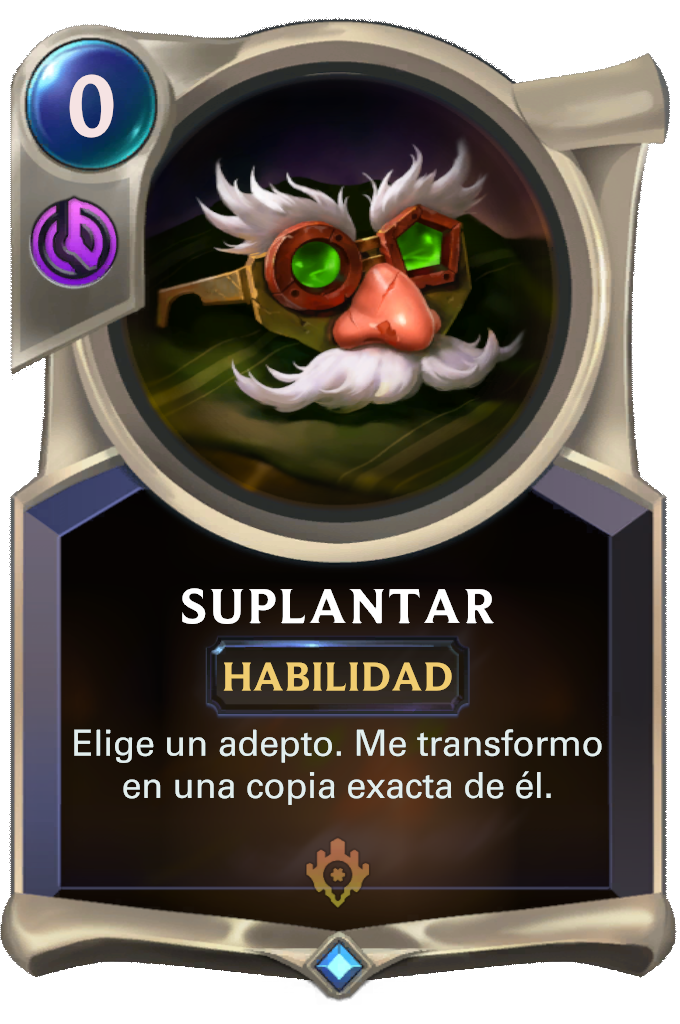 0
SUPLANTAR
HABILIDAD
Elige un adepto. Me transformo
en una copia exacta de él.